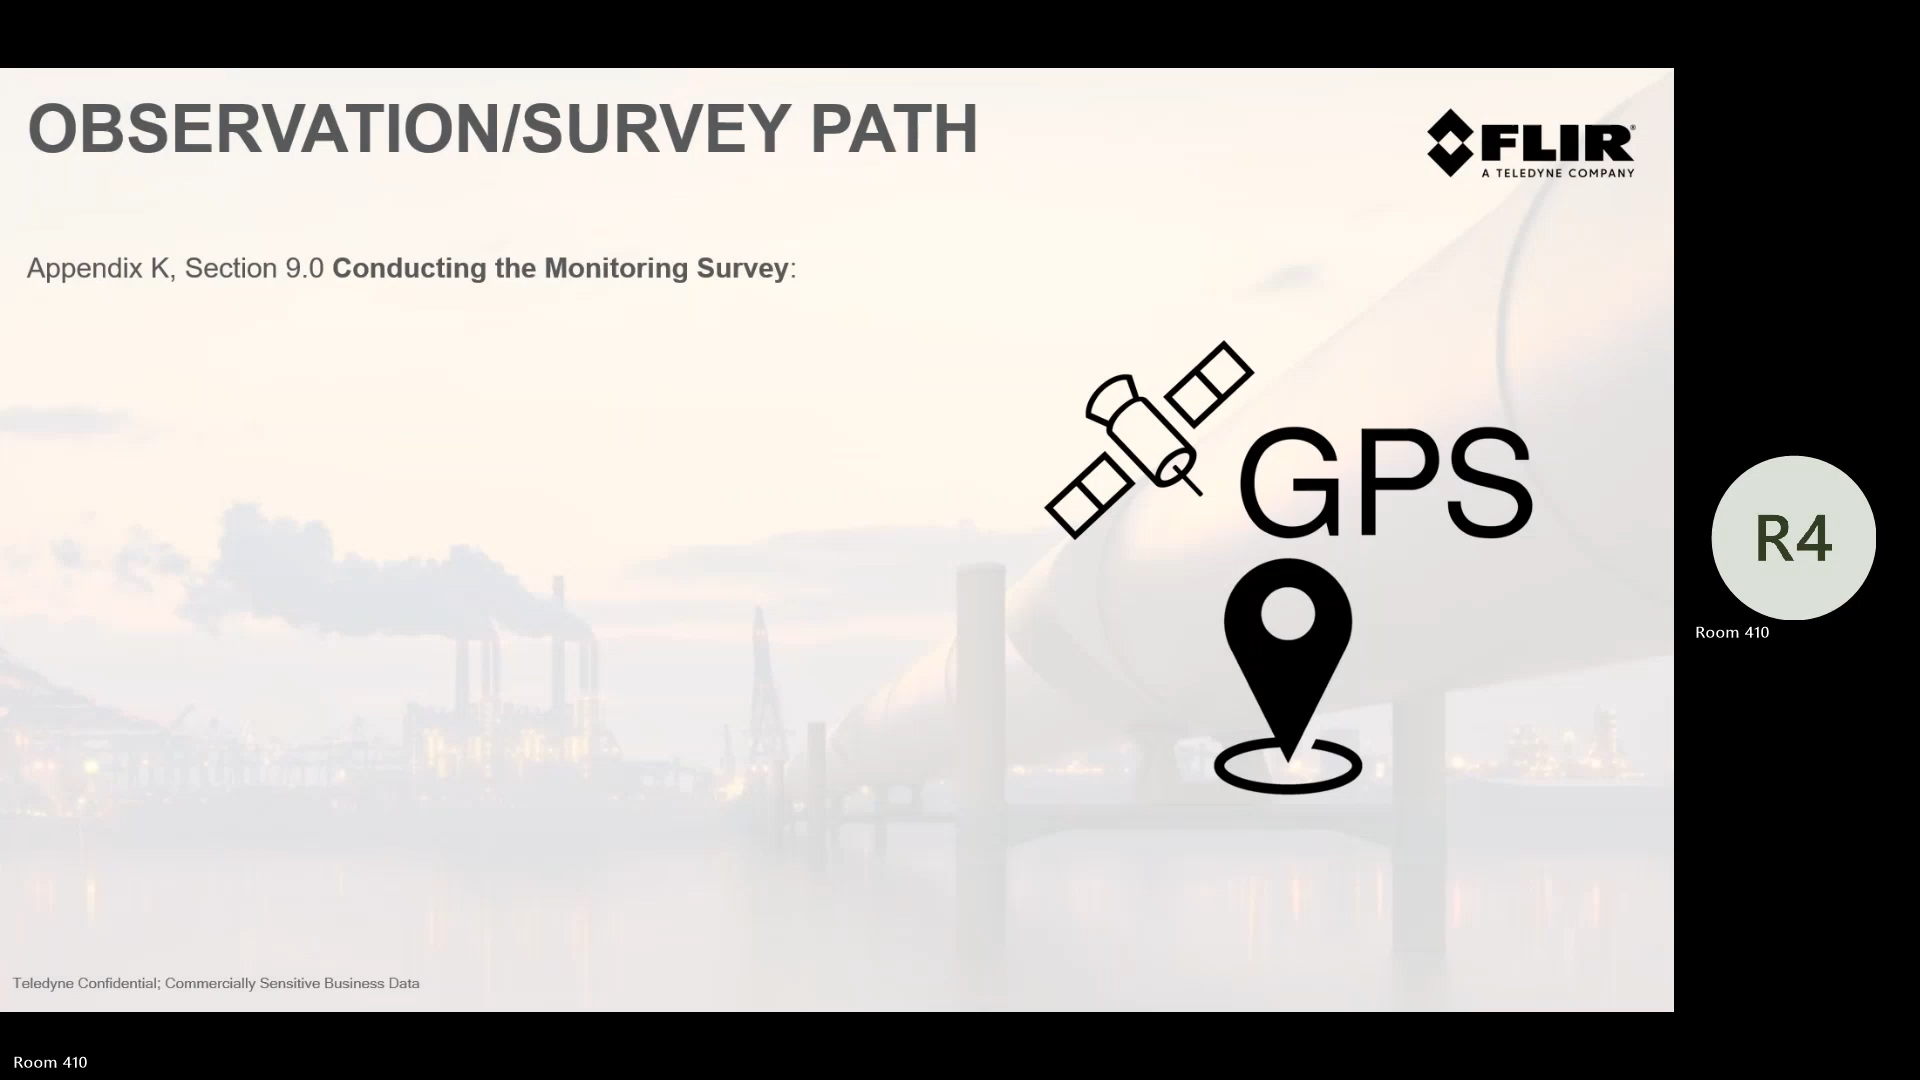 OBSERVATION/SURVEY PATH
FLIR®
A TELEDYNE COMPANY
Appendix K, Section 9.0 Conducting the Monitoring Survey:
GPS
R4
Room 410
Teledyne Confidential; Commercially Sensitive Business Data
Room 410